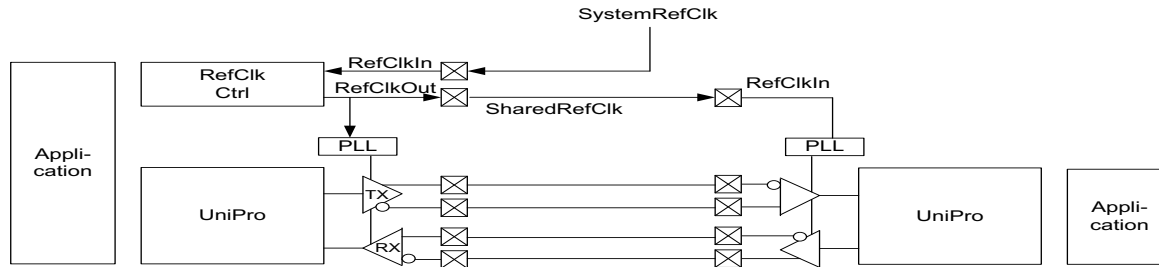 SystemRefClk
RefClkIn
RefClk
Ctrl
RefClkOut
SharedRefClk
RefClkIn
Appli-
cation
PLL
PLL
UniPro
TX
RX
UniPro
Appli-
cation